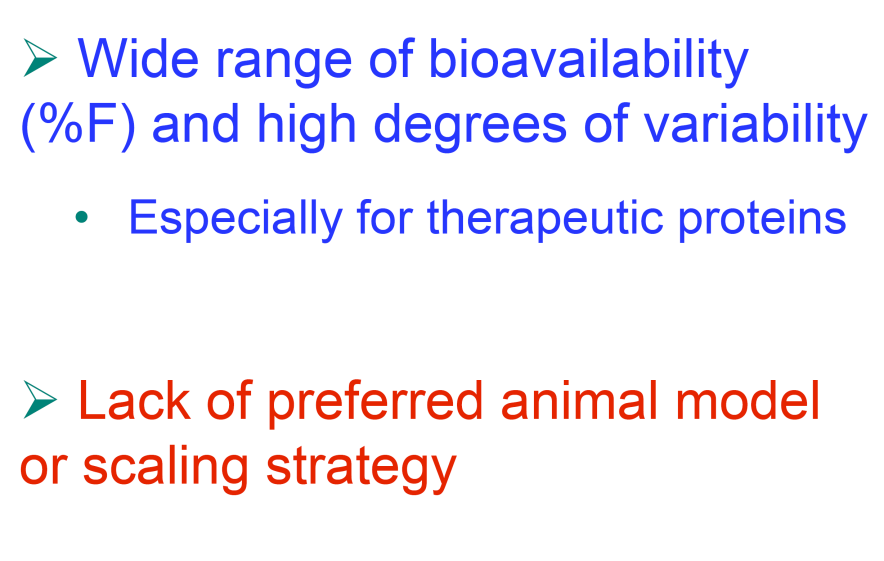 ➢ Wide range of bioavailability
(%F) and high degrees of variability
• Especially for therapeutic proteins
➢ Lack of preferred animal model
or scaling strategy